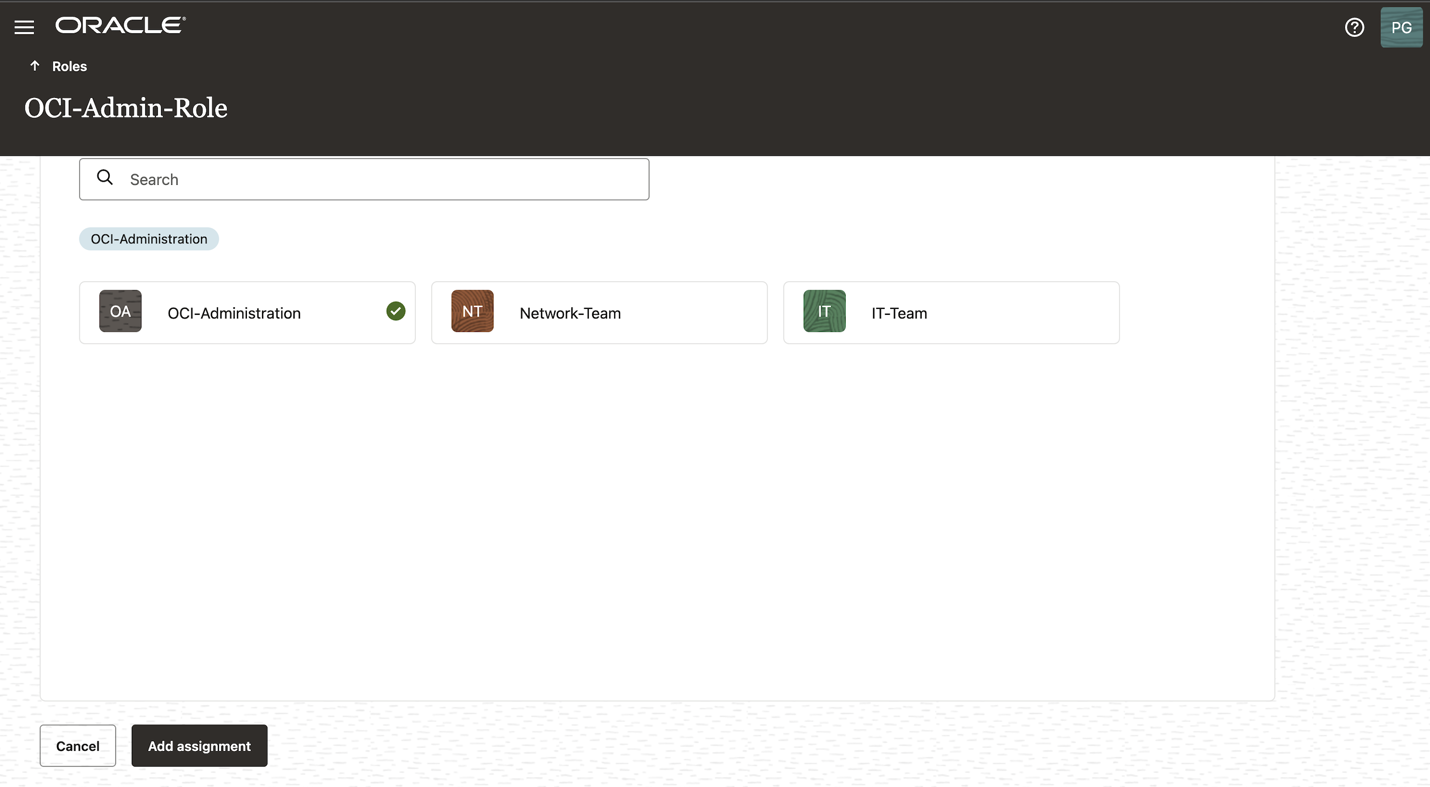 ORACLE®
PG
Roles
OCI-Admin-Role
Search
OCI-Administration
OA OCI-Administration
NT Network-Team
IT IT-Team
Cancel
Add assignment